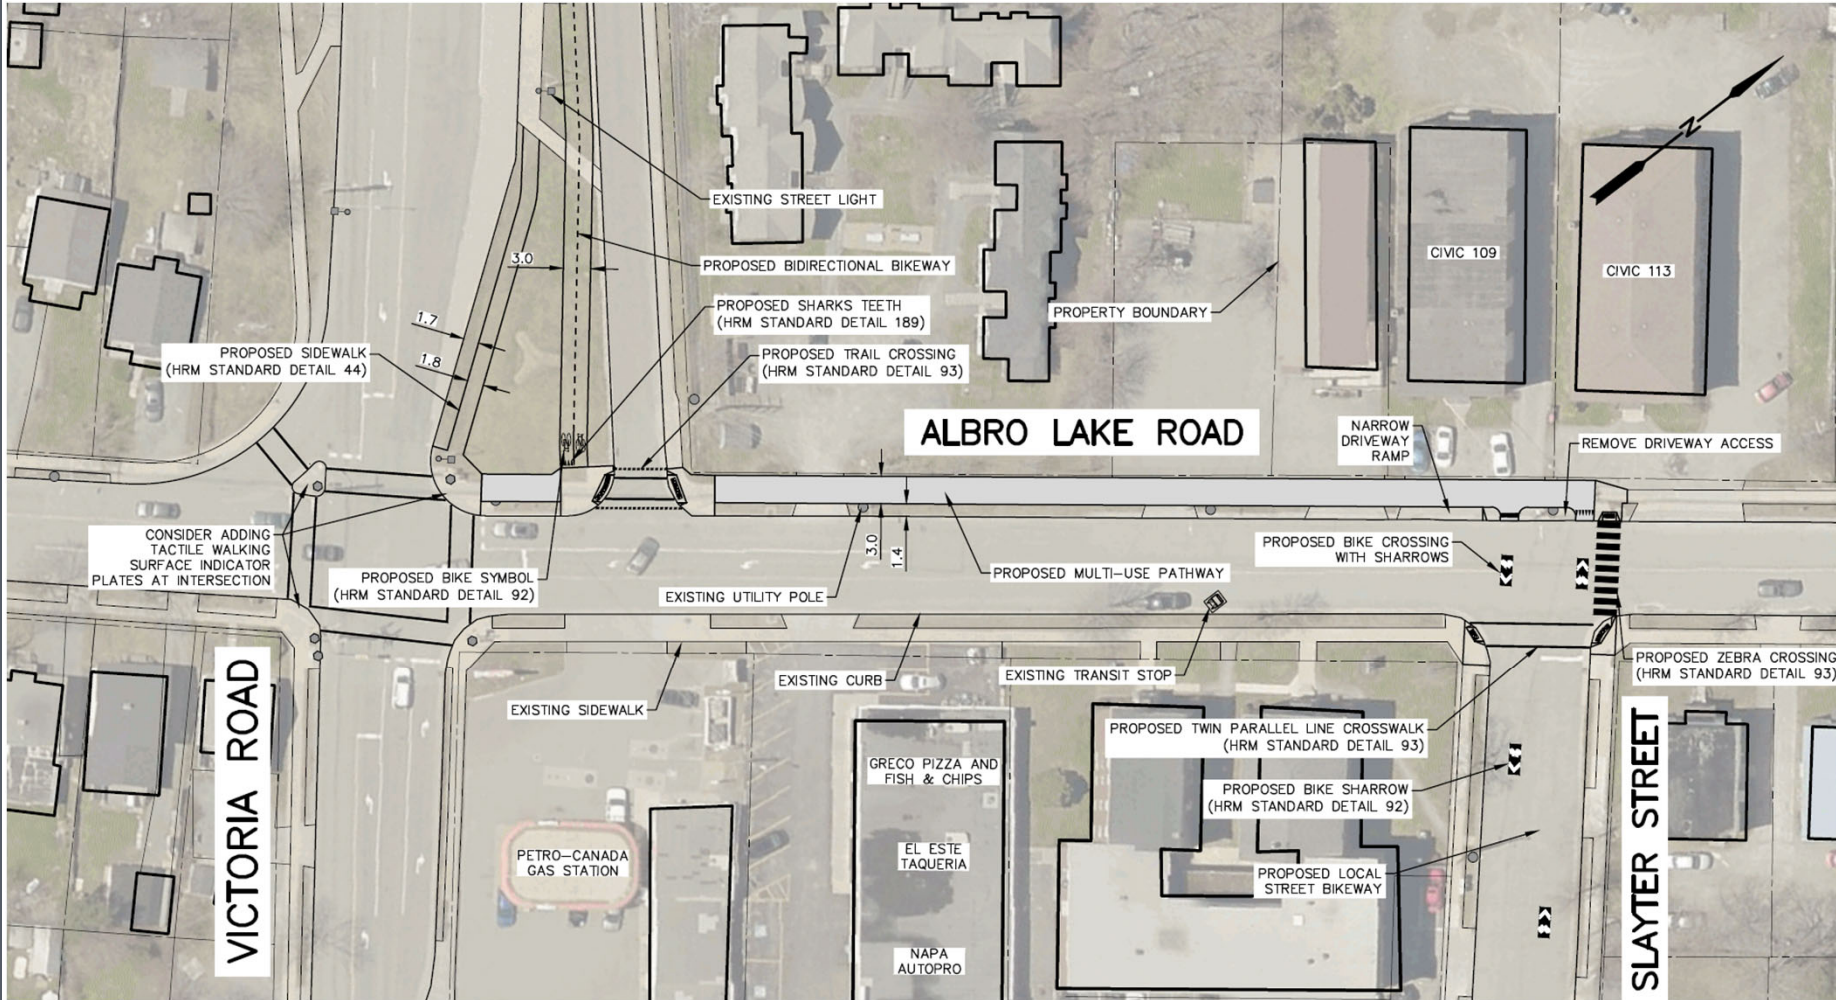 N
EXISTING STREET LIGHT
CIVIC 109
CIVIC 113
3.0
PROPOSED BIDIRECTIONAL BIKEWAY
PROPOSED SHARKS TEETH
(HRM STANDARD DETAIL 189)
PROPERTY BOUNDARY
1.7
1.8
PROPOSED SIDEWALK
(HRM STANDARD DETAIL 44)
PROPOSED TRAIL CROSSING
(HRM STANDARD DETAIL 93)
ALBRO LAKE ROAD
NARROW
DRIVEWAY
RAMP
REMOVE DRIVEWAY ACCESS
CONSIDER ADDING
TACTILE WALKING
SURFACE INDICATOR
PLATES AT INTERSECTION
PROPOSED BIKE SYMBOL
(HRM STANDARD DETAIL 92)
EXISTING UTILITY POLE
3.0
1.4
PROPOSED MULTI-USE PATHWAY
PROPOSED BIKE CROSSING
WITH SHARROWS
EXISTING SIDEWALK
EXISTING CURB
EXISTING TRANSIT STOP
PROPOSED ZEBRA CROSSING
(HRM STANDARD DETAIL 93)
PROPOSED TWIN PARALLEL LINE CROSSWALK
(HRM STANDARD DETAIL 93)
PROPOSED BIKE SHARROW
(HRM STANDARD DETAIL 92)
VICTORIA ROAD
GRECO PIZZA AND
FISH & CHIPS
PETRO-CANADA
GAS STATION
EL ESTE
TAQUERIA
PROPOSED LOCAL
STREET BIKEWAY
NAPA
AUTOPRO
SLAYTER STREET